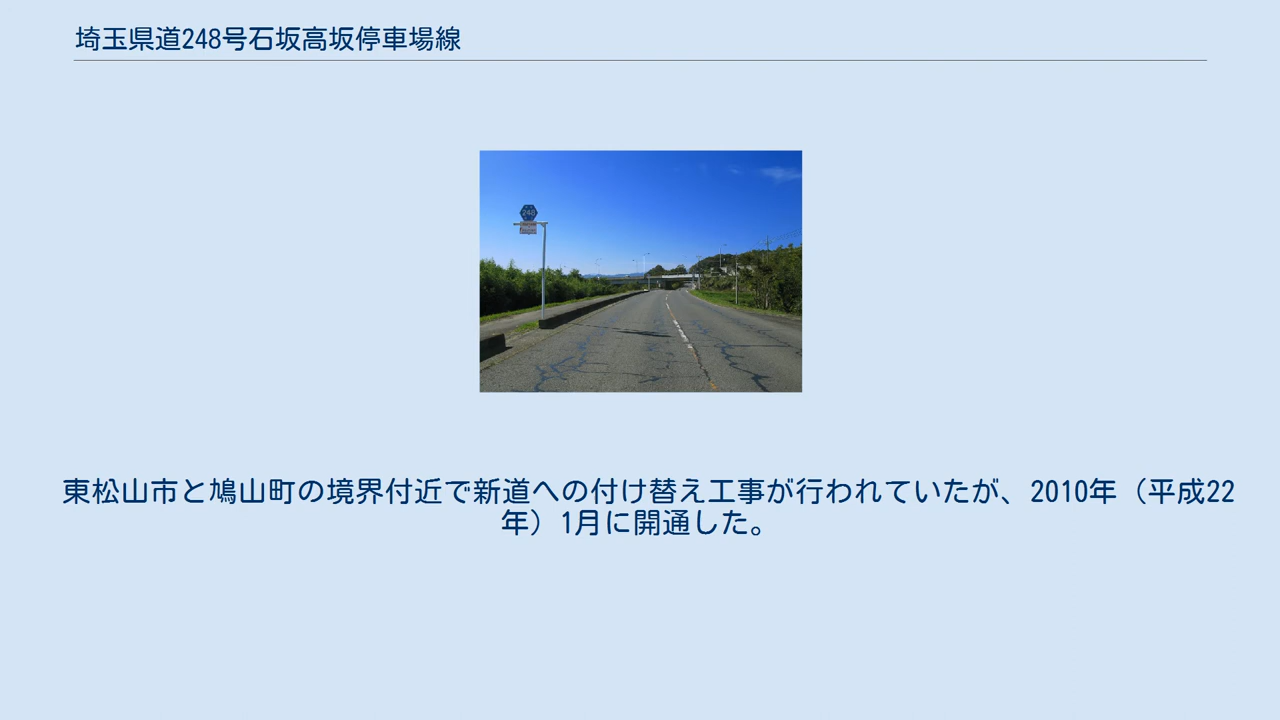 埼玉県道248号石坂高坂停車場線
248
東松山市と鳩山町の境界付近で新道への付け替え工事が行われていたが、2010年（平成22
年）1月に開通した。